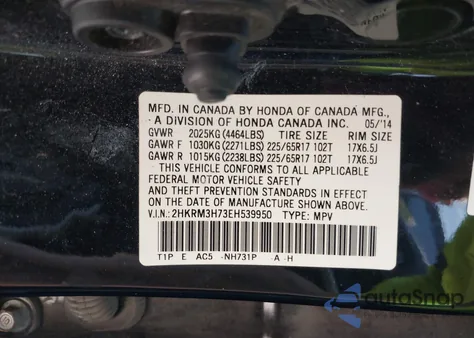 MFD. IN CANADA BY HONDA OF CANADA MFG.,
A DIVISION OF HONDA CANADA INC. 05/'14
GVWR 2025KG (4464LBS) TIRE SIZE RIM SIZE
GAWR F 1030KG (2271LBS) 225/65R17 102T 17X6.5J
GAWR R 1015KG (2238LBS) 225/65R17 102T 17X6.5J
THIS VEHICLE CONFORMS TO ALL APPLICABLE
FEDERAL MOTOR VEHICLE SAFETY
AND THEFT PREVENTION STANDARDS IN EFFECT
ON THE DATE OF MANUFACTURE SHOWN ABOVE.
V.I.N.: 2HKRM3H73EH539950 TYPE: MPV
T1P E AC5 -NH731P A -H
autoSnap